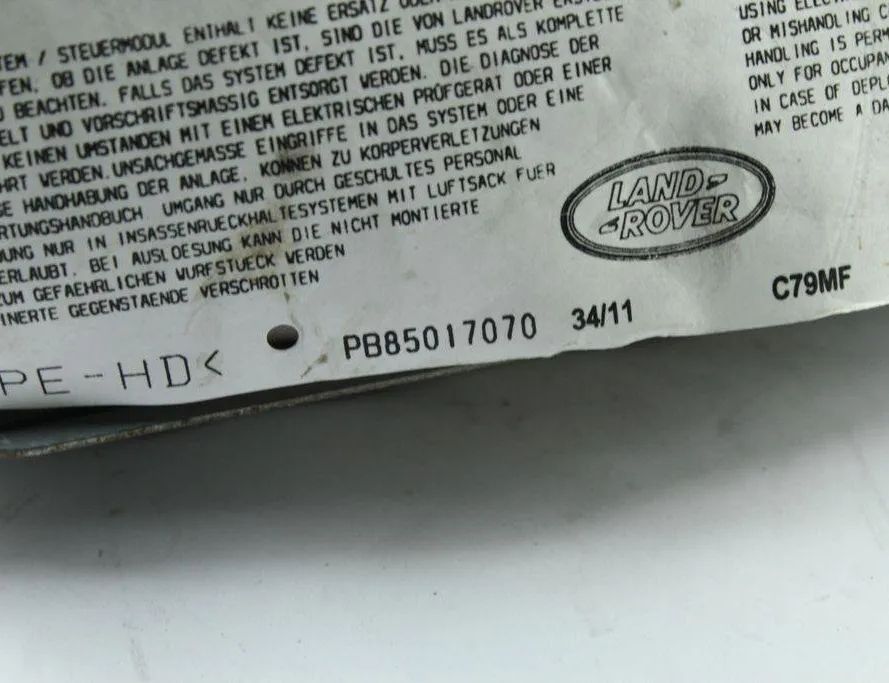 TEM / STEUERMODUL ENTHÄLT KEINE ERSATZ
FEN, OB DIE ANLAGE DEFEKT IST, SIND DIE VON LANDROVER
BEACHTEN. FALLS DAS SYSTEM DEFEKT IST, MUSS ES ALS KOMPLETTE
ELT UND VORSCHRIFTSMASSIG ENTSORGT WERDEN. DIE DIAGNOSE DER
KEINEN UMSTANDEN MIT EINEM ELEKTRISCHEN PRÜFGERAT ODER EINER
HRT WERDEN.UNSACHGEMASSE EINGRIFFE IN DAS SYSTEM ODER EINE
GE HANDHABUNG DER ANLAGE, KÖNNEN ZU KORPERVERLETZUNGEN
RTUNGSHANDBUCH UMGANG NUR DURCH GESCHULTES PERSONAL
UNG NUR IN INSASSENRUECKHALTESYSTEMEN MIT LUFTSACK FUER
ERLAUBT. BEI AUSLOESUNG KANN DIE NICHT MONTIERTE
ZUM GEFAEHRLICHEN WURFSTUECK WERDEN
INERTE GEGENSTAENDE VERSCHROTTEN
USING
OR MISHANDLING
HANDLING IS PERM
ONLY FOR OCCUPAN
IN CASE OF DEPL
MAY BECOME A DA
LAND-
-ROVER
PE-HD<
PB85017070
34/11
C79MF